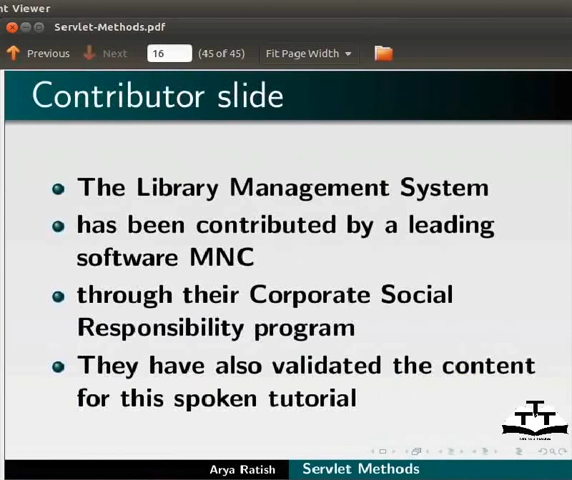 nt Viewer
Servlet-Methods.pdf
Previous Next 16 (45 of 45) Fit Page Width
Contributor slide
The Library Management System
has been contributed by a leading
software MNC
through their Corporate Social
Responsibility program
They have also validated the content
for this spoken tutorial
TTT
Arya Ratish Servlet Methods